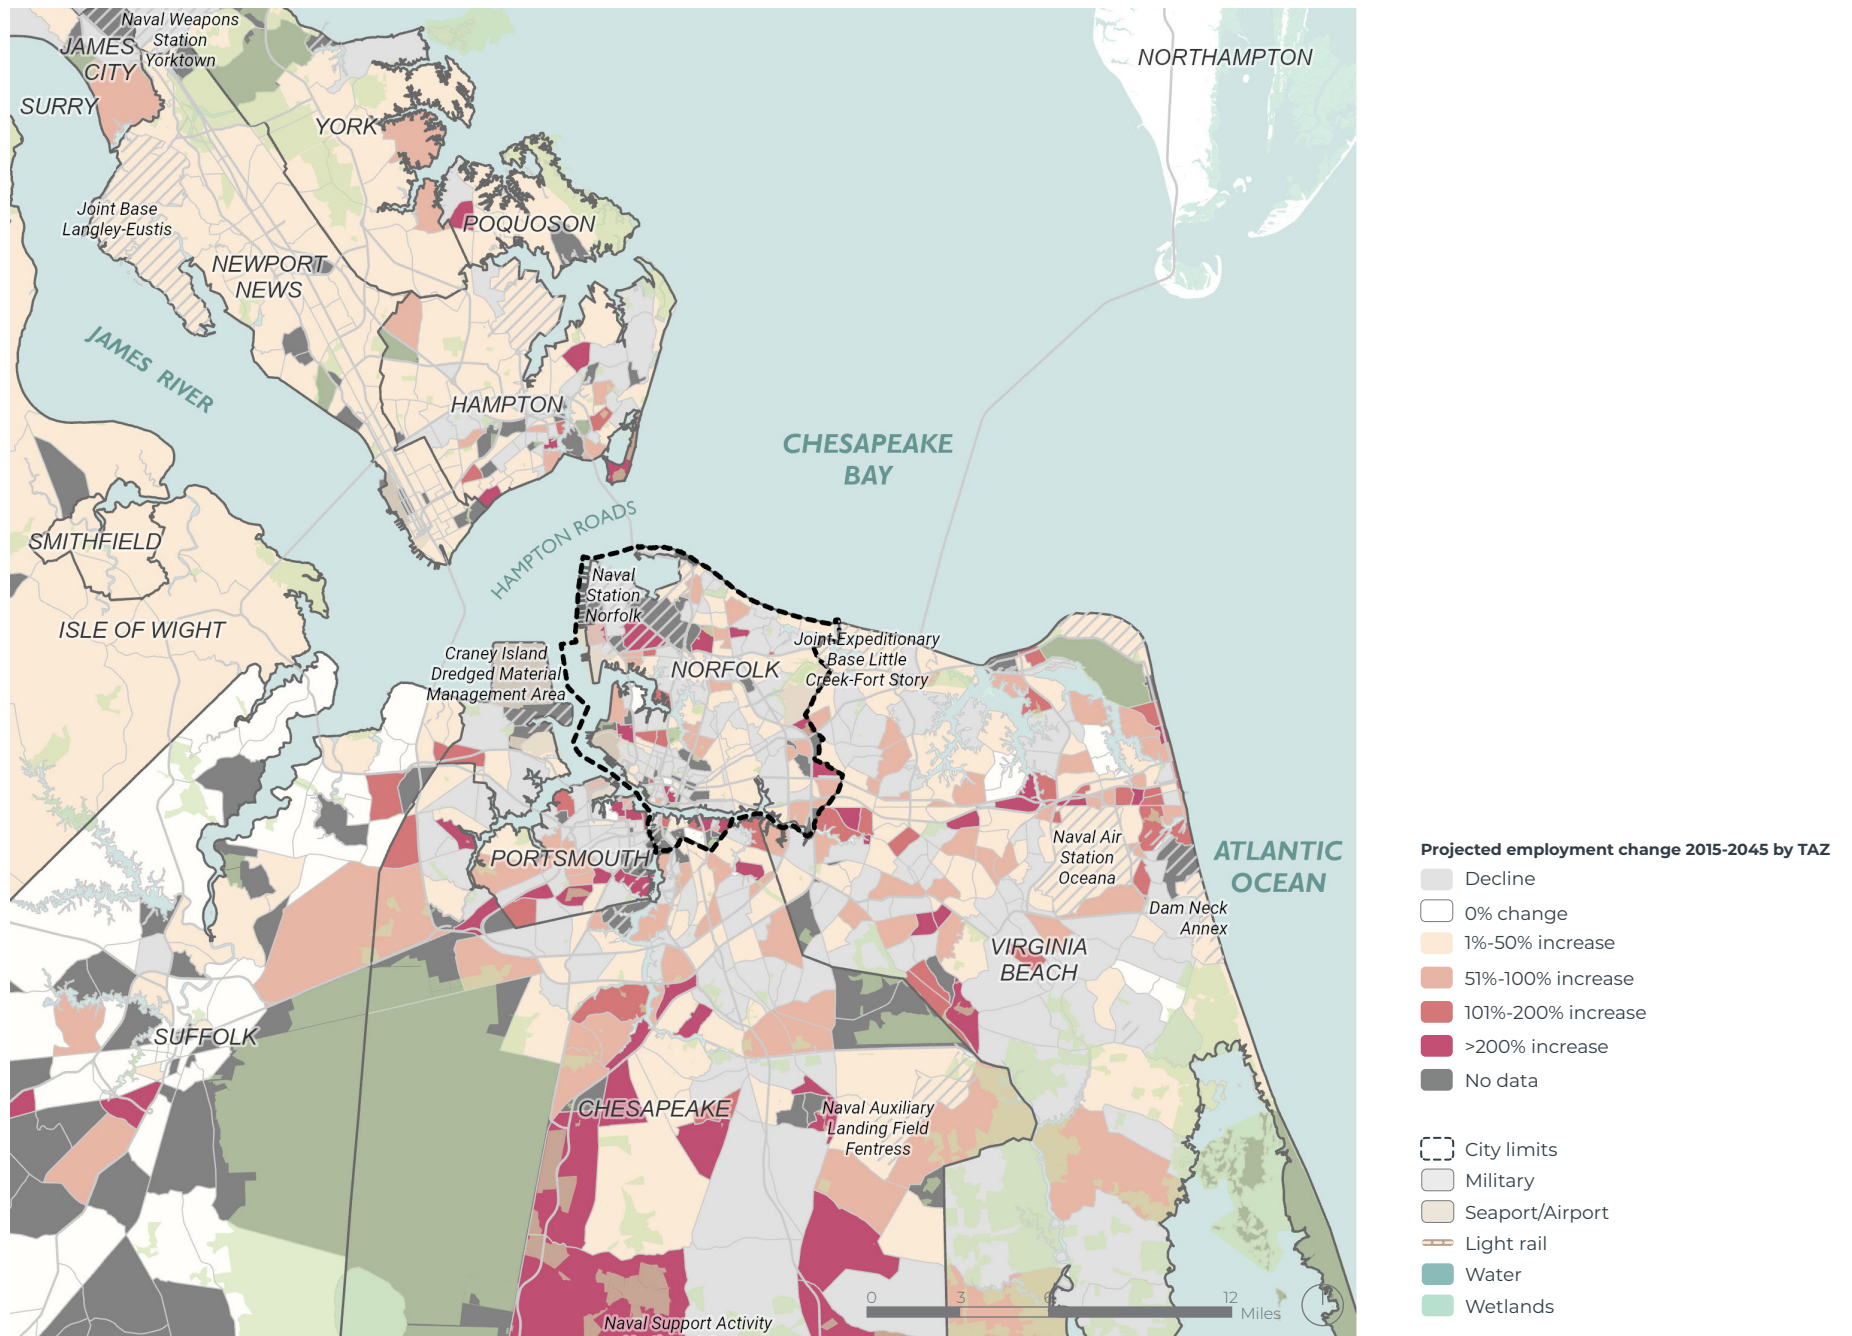 Naval Weapons
Station
Yorktown
JAMES
CITY
NORTHAMPTON
SURRY
YORK
Joint Base
Langley-Eustis
POQUOSON
NEWPORT
NEWS
JAMES RIVER
HAMPTON
CHESAPEAKE
BAY
HAMPTON ROADS
SMITHFIELD
Naval
Station
Norfolk
ISLE OF WIGHT
Joint Expeditionary
Base Little
Creek-Fort Story
Craney Island
Dredged Material
Management Area
NORFOLK
Naval Air
Station
Oceana
ATLANTIC
OCEAN
PORTSMOUTH
Dam Neck
Annex
VIRGINIA
BEACH
SUFFOLK
CHESAPEAKE
Naval Auxiliary
Landing Field
Fentress
Naval Support Activity
0 3 6 12
Miles
Projected employment change 2015-2045 by TAZ
Decline
0% change
1%-50% increase
51%-100% increase
101%-200% increase
>200% increase
No data
City limits
Military
Seaport/Airport
Light rail
Water
Wetlands